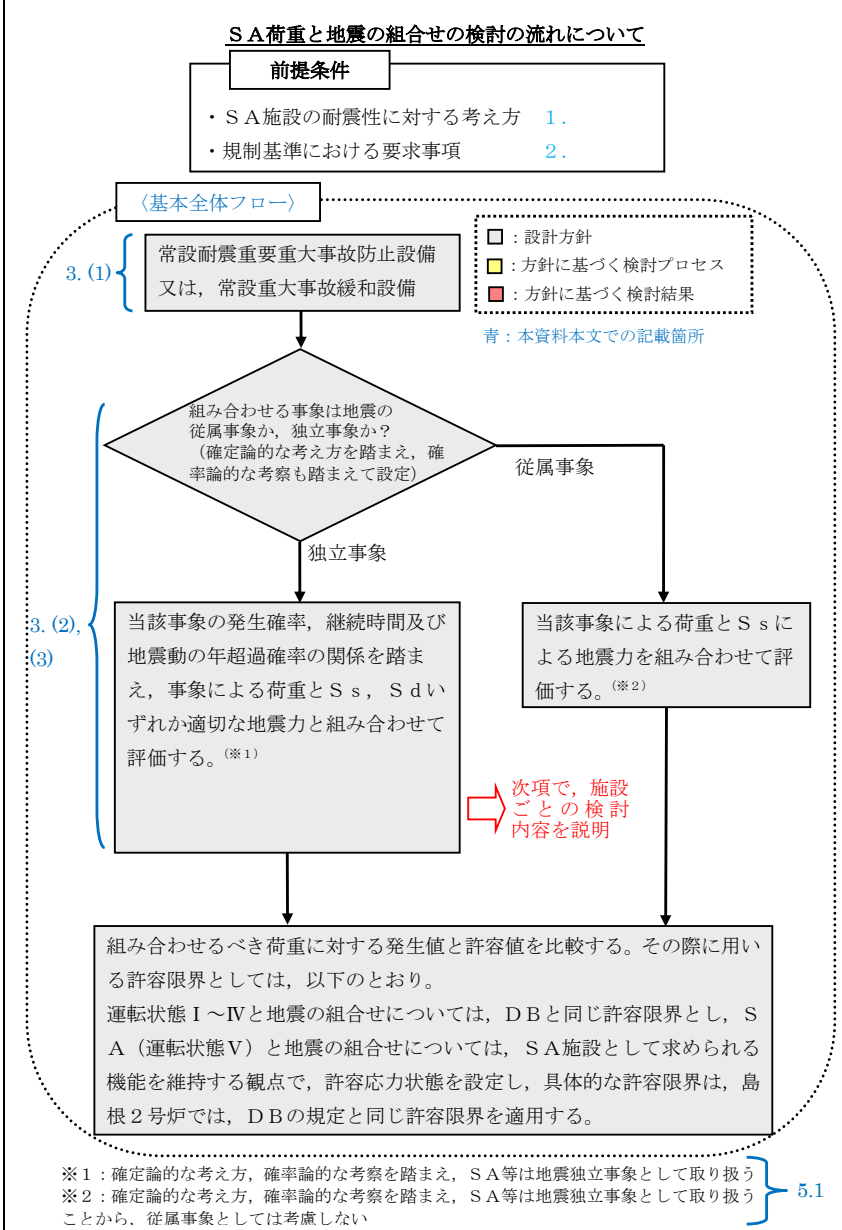 ＳＡ荷重と地震の組合せの検討の流れについて
前提条件
・ＳＡ施設の耐震性に対する考え方　１．
・規制基準における要求事項　２．
〈基本全体フロー〉
3. (1)
常設耐震重要重大事故防止設備
又は，常設重大事故緩和設備
：設計方針
：方針に基づく検討プロセス
：方針に基づく検討結果
青：本資料本文での記載箇所
組み合わせる事象は地震の
従属事象か，独立事象か？
（確定論的な考え方を踏まえ，確
率論的な考察も踏まえて設定）
従属事象
独立事象
3. (2),
(3)
当該事象の発生確率，継続時間及び
地震動の年超過確率の関係を踏ま
え，事象による荷重とＳｓ，Ｓｄい
ずれか適切な地震力と組み合わせて
評価する。(※１)
当該事象による荷重とＳｓに
よる地震力を組み合わせて評
価する。(※２)
次項で，施設
ごとの検討
内容を説明
組み合わせるべき荷重に対する発生値と許容値を比較する。その際に用い
る許容限界としては，以下のとおり。
運転状態Ⅰ～Ⅳと地震の組合せについては，ＤＢと同じ許容限界とし，Ｓ
Ａ（運転状態Ⅴ）と地震の組合せについては，ＳＡ施設として求められる
機能を維持する観点で，許容応力状態を設定し，具体的な許容限界は，島
根２号炉では，ＤＢの規定と同じ許容限界を適用する。
※１：確定論的な考え方，確率論的な考察を踏まえ，ＳＡ等は地震独立事象として取り扱う
※２：確定論的な考え方，確率論的な考察を踏まえ，ＳＡ等は地震独立事象として取り扱う
ことから，従属事象としては考慮しない
5.1